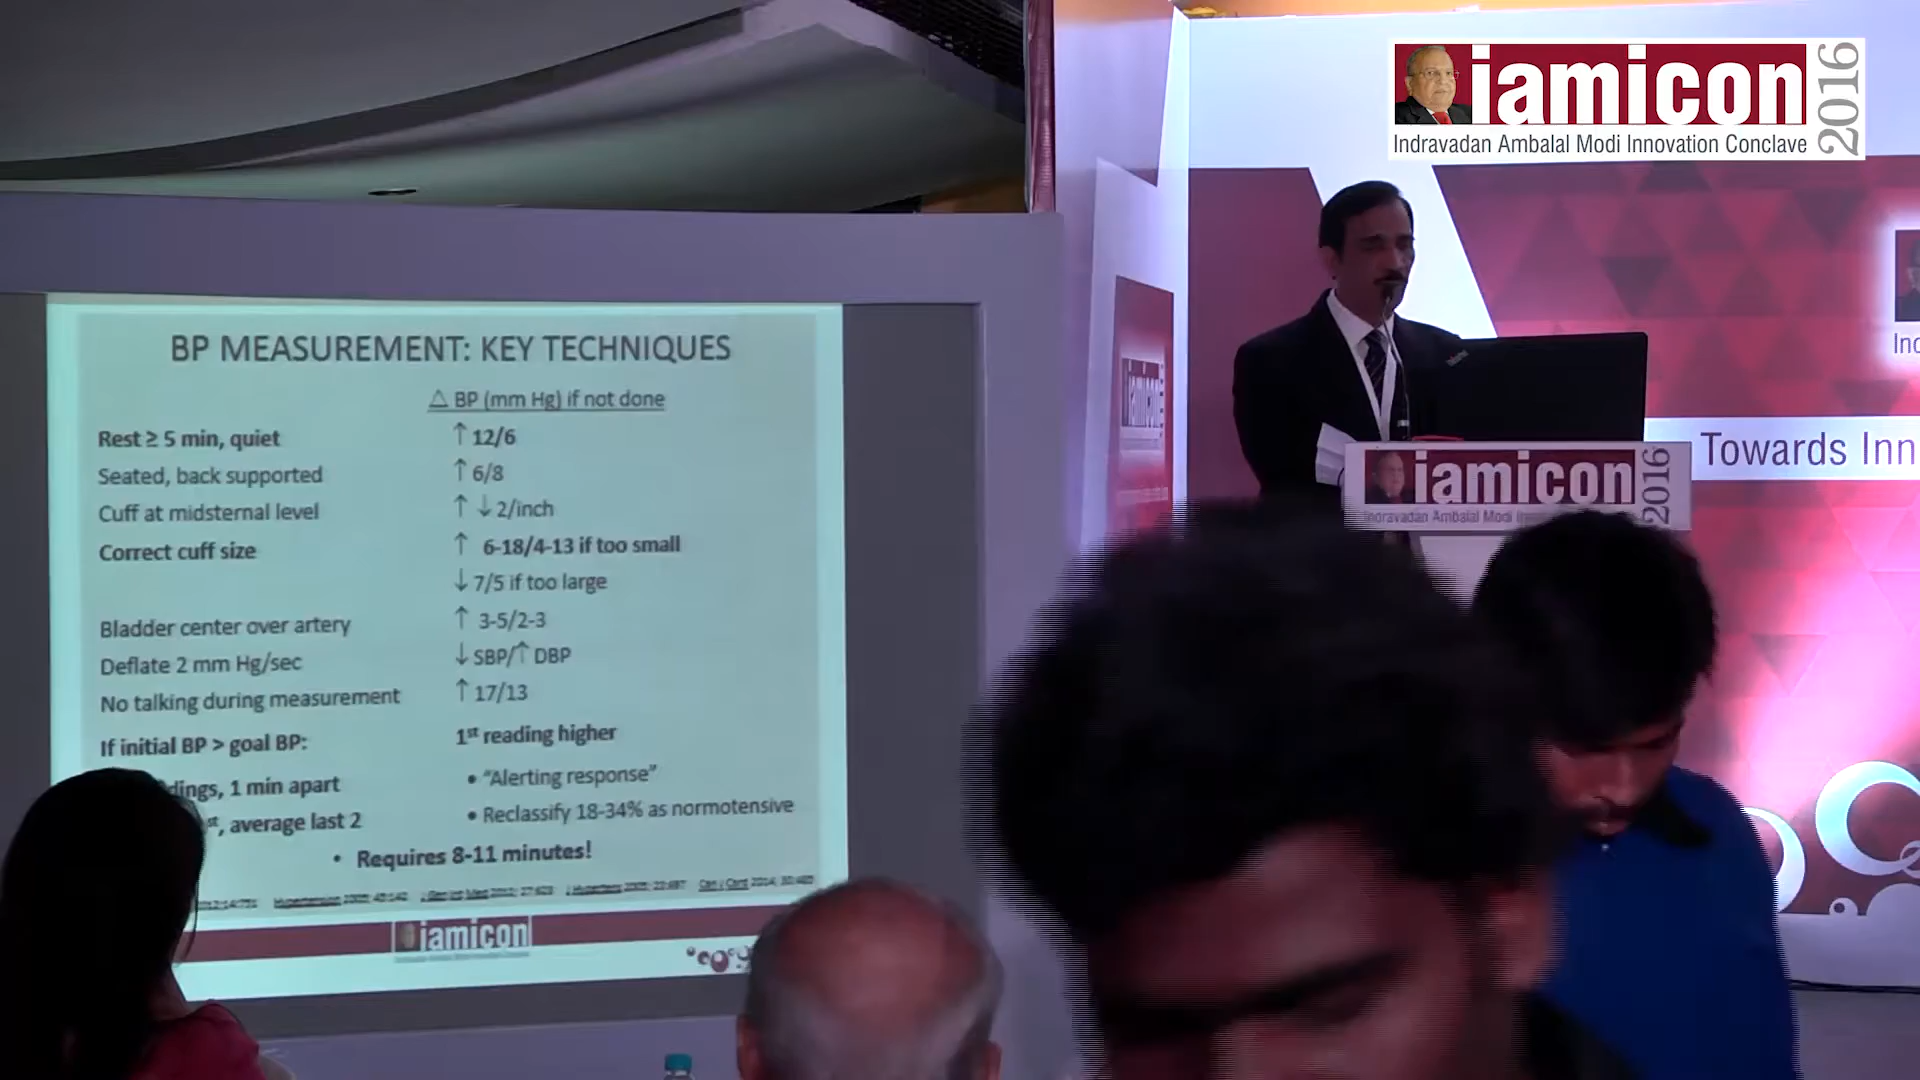 iamicon 2016
Indravadan Ambalal Modi Innovation Conclave
BP MEASUREMENT: KEY TECHNIQUES
△ BP (mm Hg) if not done
Rest ≥ 5 min, quiet ↑ 12/6
Seated, back supported ↑ 6/8
Cuff at midsternal level ↑ ↓ 2/inch
Correct cuff size ↑ 6-18/4-13 if too small
↓ 7/5 if too large
Bladder center over artery ↑ 3-5/2-3
Deflate 2 mm Hg/sec ↓ SBP/↑ DBP
No talking during measurement ↑ 17/13
If initial BP > goal BP: 1st reading higher
1 min apart • "Alerting response"
st, average last 2 • Reclassify 18-34% as normotensive
• Requires 8-11 minutes!
iamicon
iamicon 2016
Indravadan Ambalal Modi
Towards Inn
iamicon